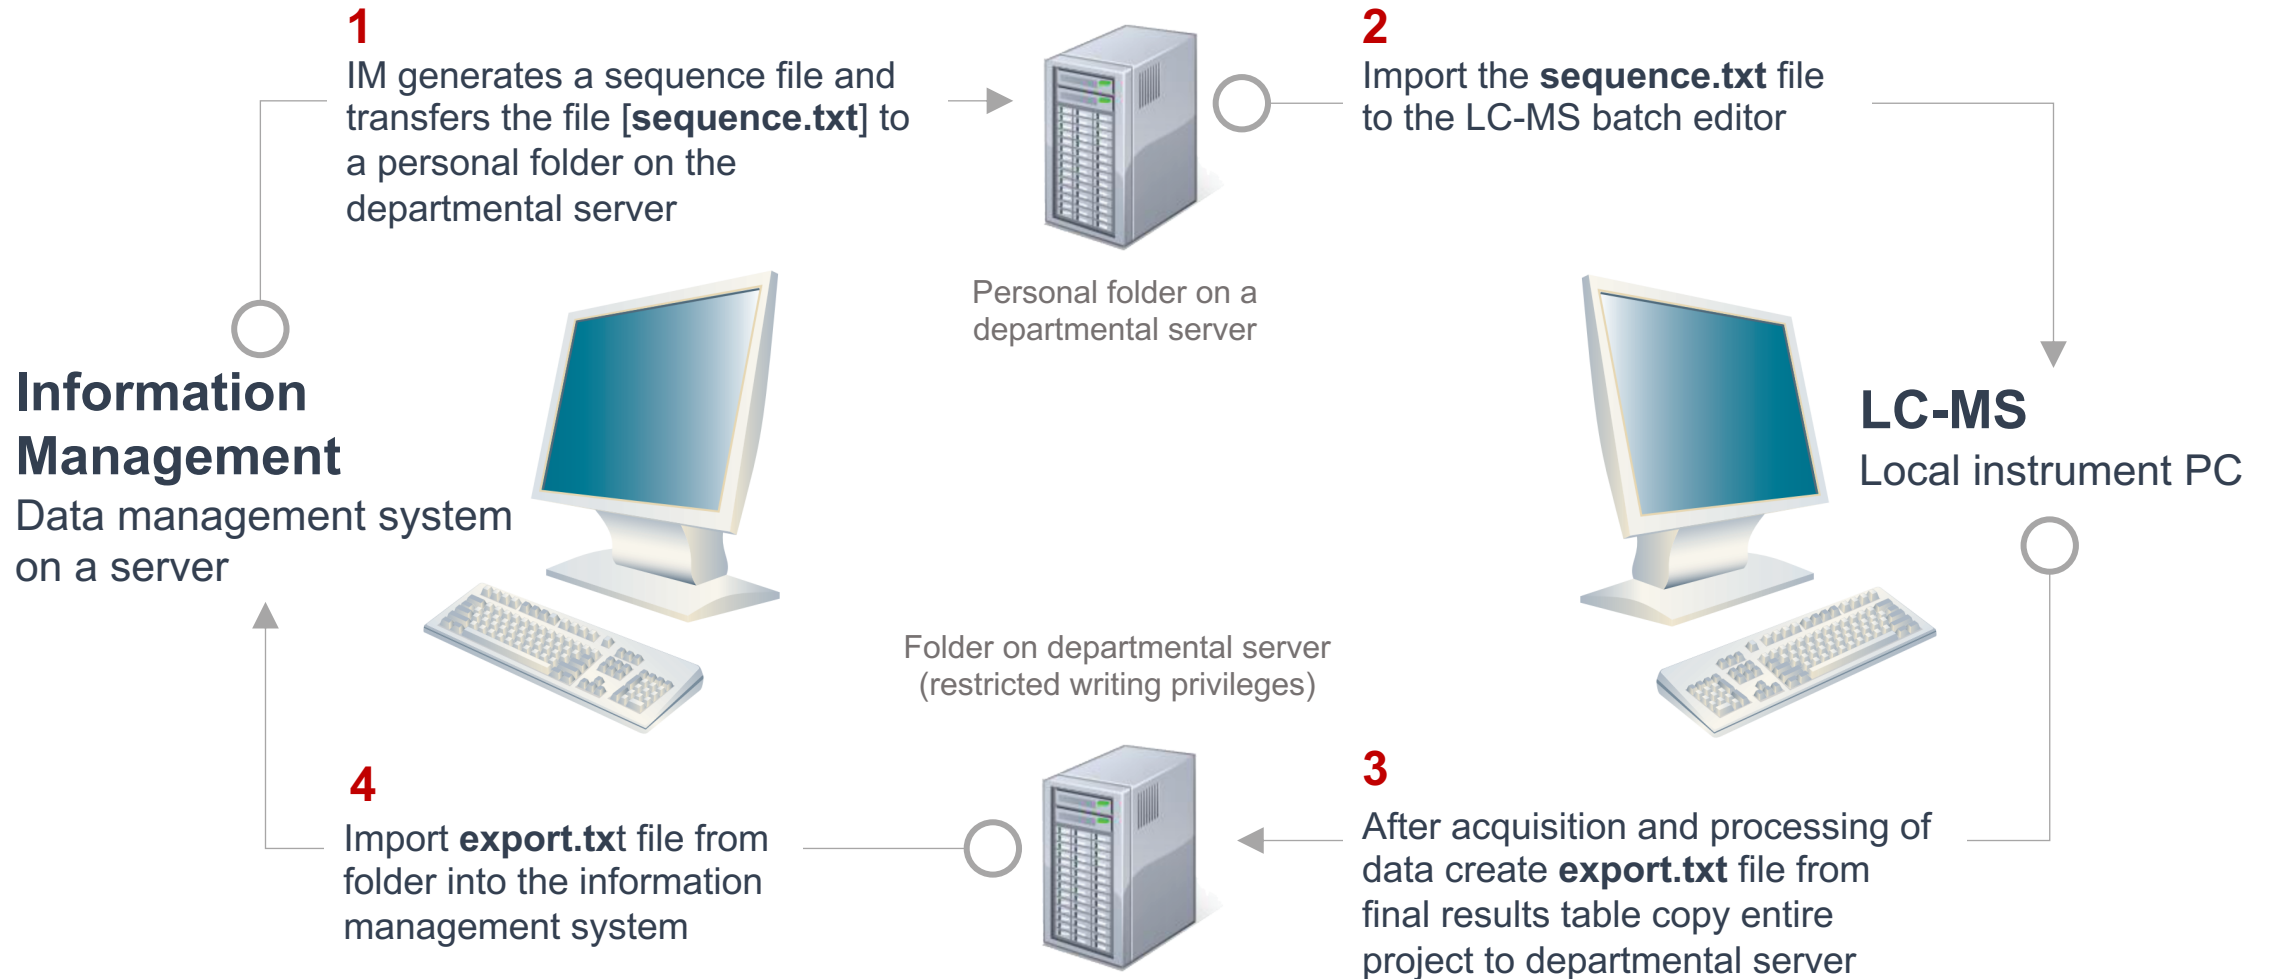 1
IM generates a sequence file and
transfers the file [sequence.txt] to
a personal folder on the
departmental server
Personal folder on a
departmental server
2
Import the sequence.txt file
to the LC-MS batch editor
Information
Management
Data management system
on a server
LC-MS
Local instrument PC
Folder on departmental server
(restricted writing privileges)
3
After acquisition and processing of
data create export.txt file from
final results table copy entire
project to departmental server
4
Import export.txt file from
folder into the information
management system